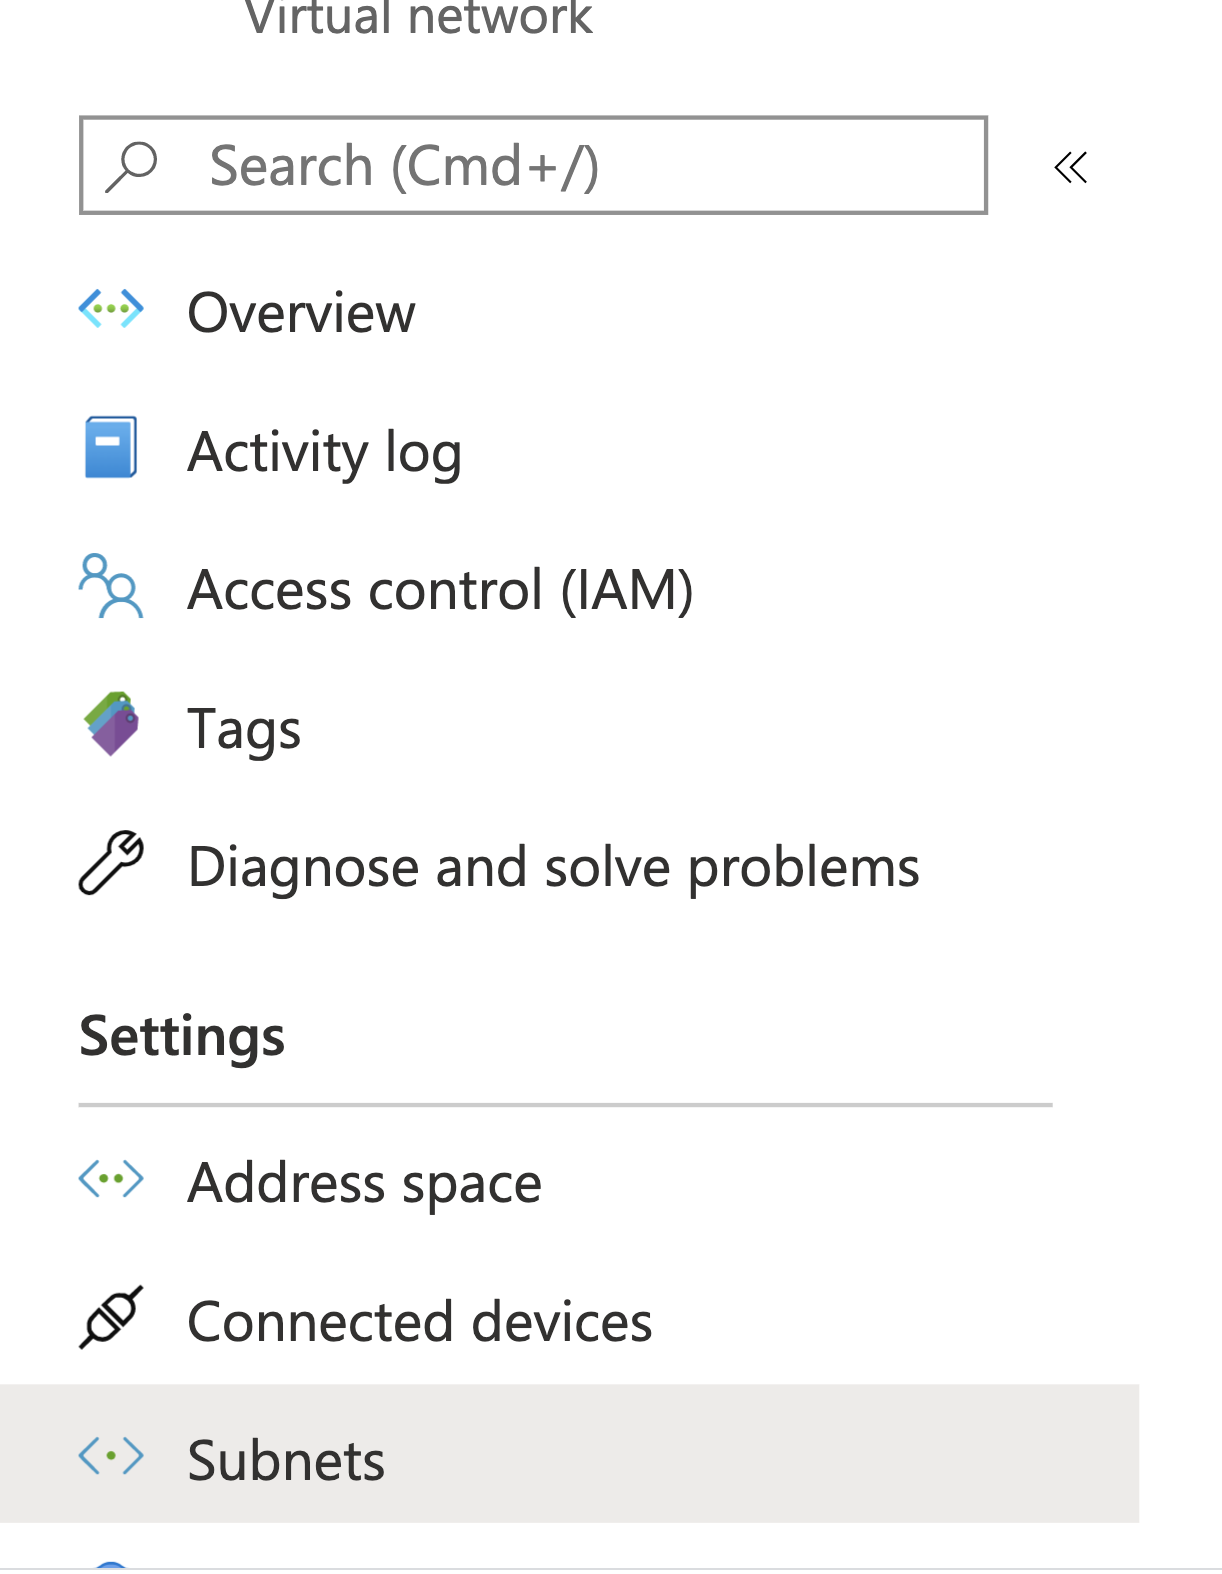 Virtual network
Search (Cmd+/)
Overview
Activity log
Access control (IAM)
Tags
Diagnose and solve problems
Settings
Address space
Connected devices
Subnets